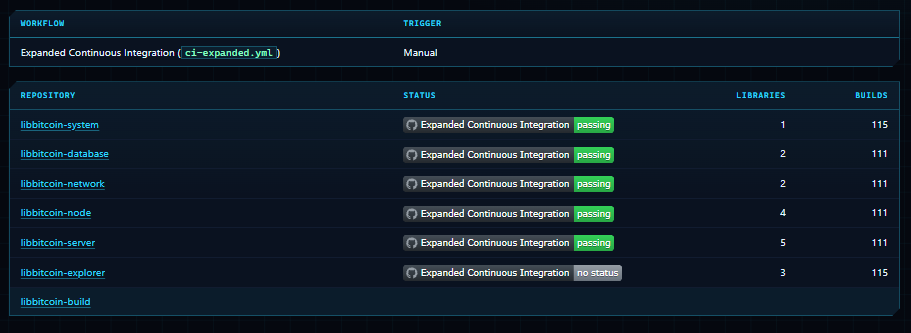 WORKFLOW TRIGGER
Expanded Continuous Integration (ci-expanded.yml) Manual
REPOSITORY STATUS LIBRARIES BUILDS
libbitcoin-system Expanded Continuous Integration passing 1 115
libbitcoin-database Expanded Continuous Integration passing 2 111
libbitcoin-network Expanded Continuous Integration passing 2 111
libbitcoin-node Expanded Continuous Integration passing 4 111
libbitcoin-server Expanded Continuous Integration passing 5 111
libbitcoin-explorer Expanded Continuous Integration no status 3 115
libbitcoin-build